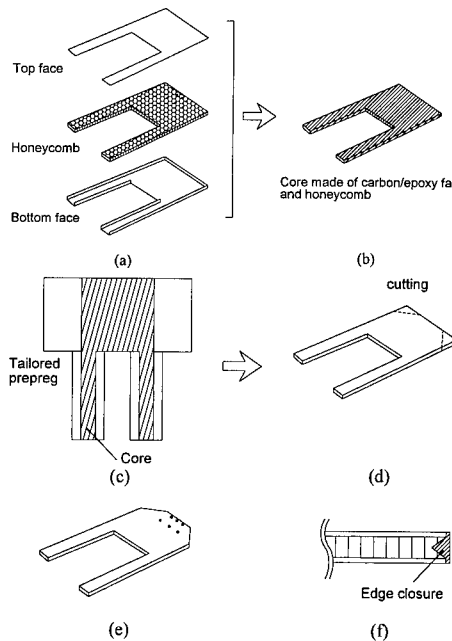 Top face
Honeycomb
Bottom face
(a)
Core made of carbon/epoxy fa
and honeycomb
(b)
Tailored
prepreg
Core
(c)
cutting
(d)
(e)
Edge closure
(f)